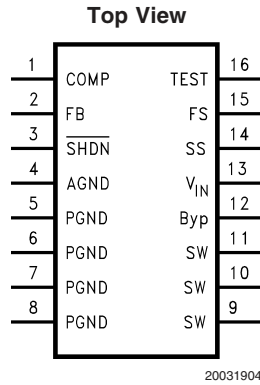 Top View
1 COMP TEST 16
2 FB FS 15
3 SHDN SS 14
4 AGND VIN 13
5 PGND Byp 12
6 PGND SW 11
7 PGND SW 10
8 PGND SW 9
20031904